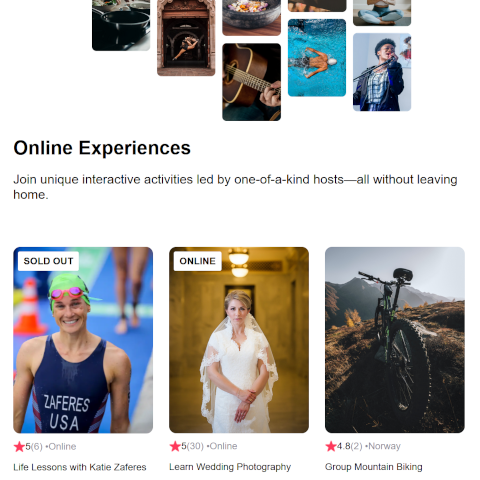 Online Experiences
Join unique interactive activities led by one-of-a-kind hosts—all without leaving
home.
SOLD OUT
ONLINE
ZAFERES
USA
5(6) •Online
5(30) •Online
4.8(2) •Norway
Life Lessons with Katie Zaferes
Learn Wedding Photography
Group Mountain Biking